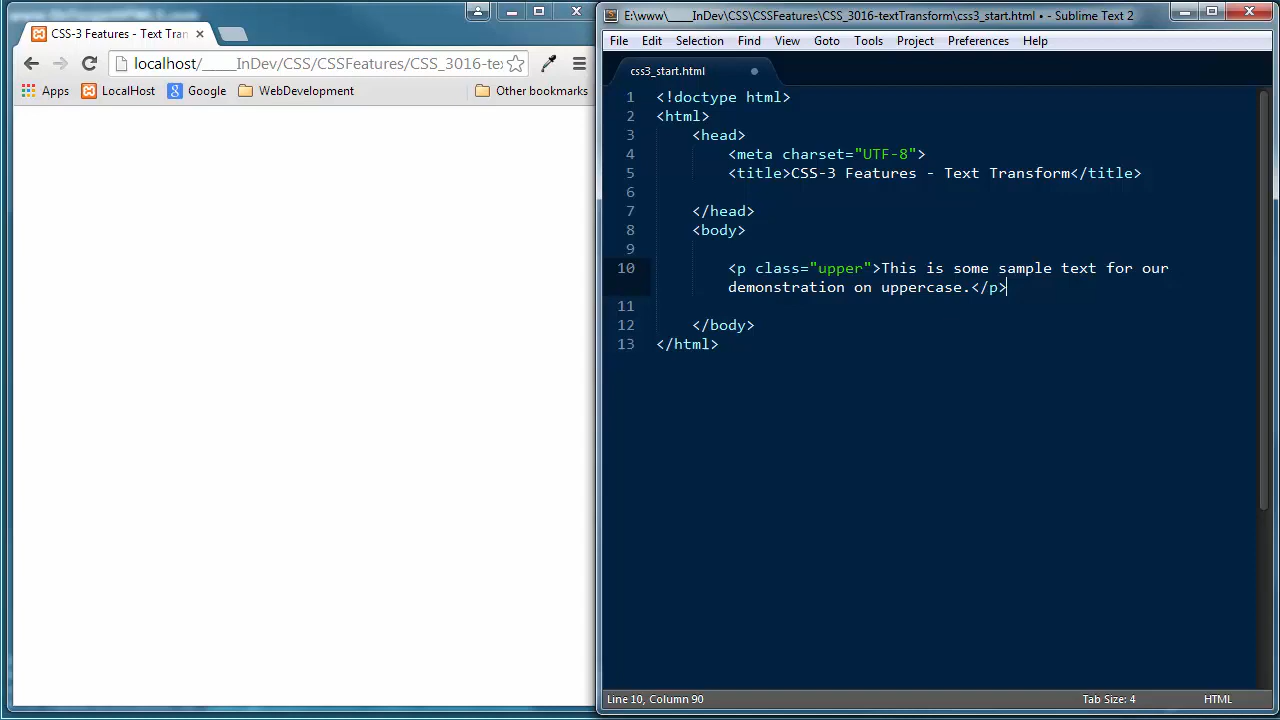 CSS-3 Features - Text Tran
localhost/_____InDev/CSS/CSSFeatures/CSS_3016-te
Apps LocalHost Google WebDevelopment Other bookmarks
E:\www\____InDev\CSS\CSSFeatures\CSS_3016-textTransform\css3_start.html • - Sublime Text 2
File Edit Selection Find View Goto Tools Project Preferences Help
css3_start.html
1 <!doctype html>
2 <html>
3 <head>
4 <meta charset="UTF-8">
5 <title>CSS-3 Features - Text Transform</title>
6
7 </head>
8 <body>
9
10 <p class="upper">This is some sample text for our
demonstration on uppercase.</p>
11
12 </body>
13 </html>
Line 10, Column 90 Tab Size: 4 HTML